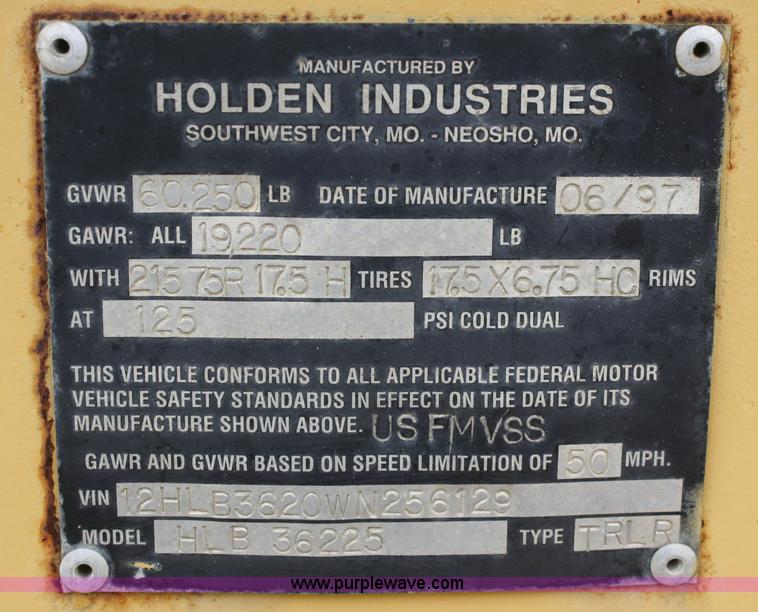 MANUFACTURED BY
HOLDEN INDUSTRIES
SOUTHWEST CITY, MO. - NEOSHO, MO.
GVWR 60,250 LB DATE OF MANUFACTURE 06/97
GAWR: ALL 19,220 LB
WITH 215 75R 17.5 H TIRES 17.5 X 6.75 HC RIMS
AT 125 PSI COLD DUAL
THIS VEHICLE CONFORMS TO ALL APPLICABLE FEDERAL MOTOR
VEHICLE SAFETY STANDARDS IN EFFECT ON THE DATE OF ITS
MANUFACTURE SHOWN ABOVE. US FMVSS
GAWR AND GVWR BASED ON SPEED LIMITATION OF 50 MPH.
VIN 12HLB3620WN256129
MODEL HLB 36225 TYPE TRLR
www.purplewave.com